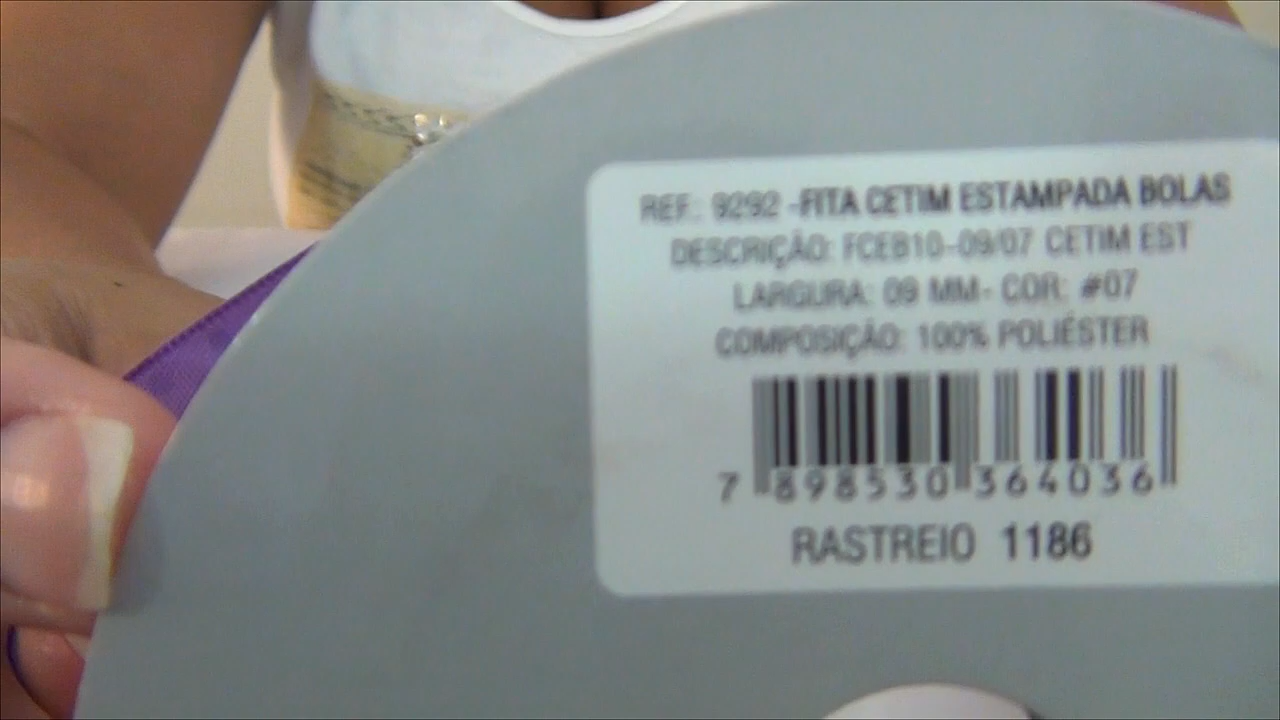 REF.: 9292 -FITA CETIM ESTAMPADA BOLAS
DESCRIÇÃO: FCEB10-09/07 CETIM EST
LARGURA: 09 MM- COR: #07
COMPOSIÇÃO: 100% POLIÉSTER
7 898530 364036
RASTREIO 1186